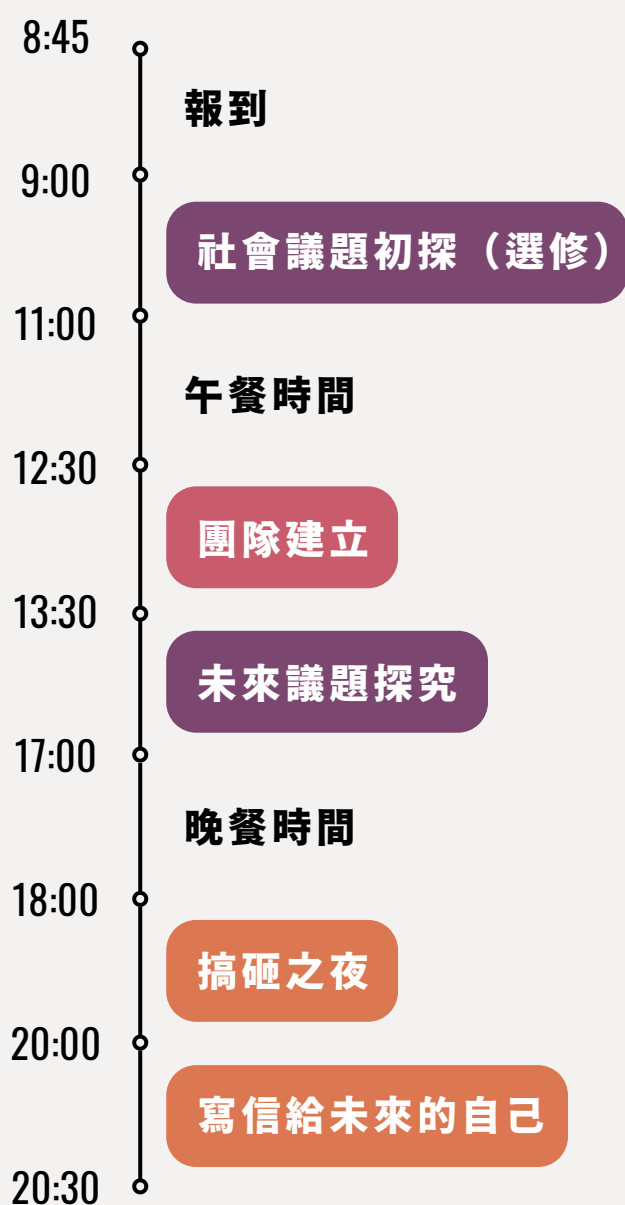 8:45
報到
9:00
社會議題初探（選修）
11:00
午餐時間
12:30
團隊建立
13:30
未來議題探究
17:00
晚餐時間
18:00
搞砸之夜
20:00
寫信給未來的自己
20:30